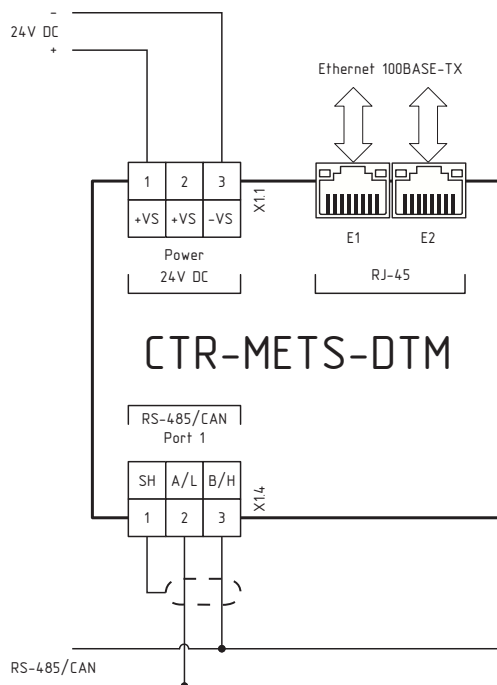 -
24V DC
+
Ethernet 100BASE-TX
1 2 3
+VS +VS -VS
X1.1
Power
24V DC
E1 E2
RJ-45
CTR-METS-DTM
RS-485/CAN
Port 1
SH A/L B/H
1 2 3
X1.4
RS-485/CAN